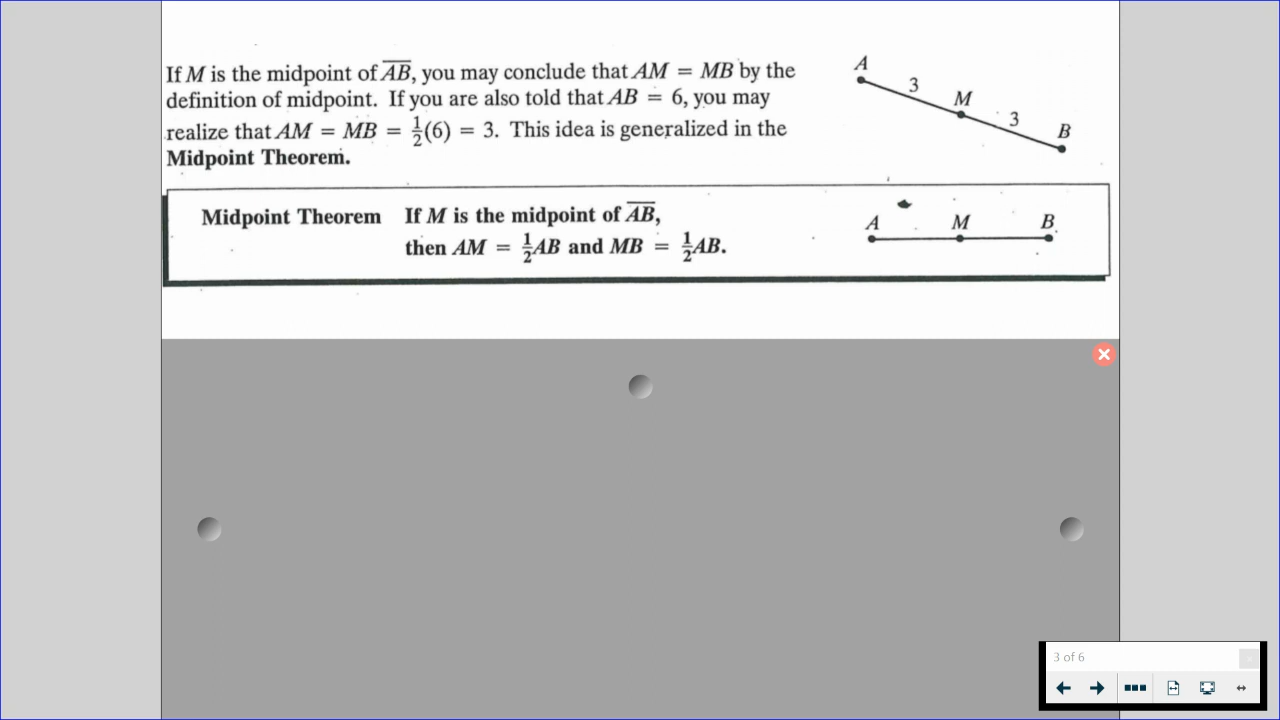 If M is the midpoint of AB, you may conclude that AM = MB by the
definition of midpoint. If you are also told that AB = 6, you may
realize that AM = MB = ½(6) = 3. This idea is generalized in the
Midpoint Theorem.
A
3
M
3
B
Midpoint Theorem If M is the midpoint of AB,
then AM = ½AB and MB = ½AB.
A M B
3 of 6